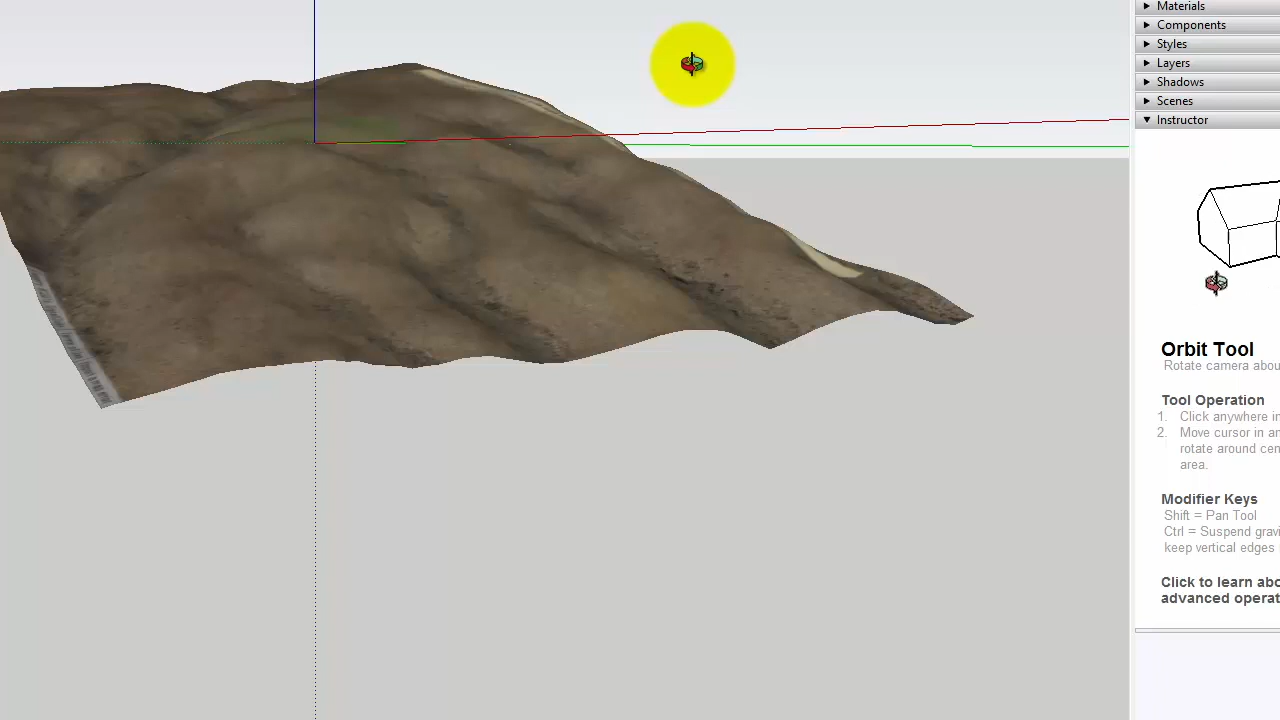 Materials
Components
Styles
Layers
Shadows
Scenes
Instructor
Orbit Tool
Rotate camera abou
Tool Operation
1. Click anywhere in
2. Move cursor in ar
rotate around cen
area.
Modifier Keys
Shift = Pan Tool
Ctrl = Suspend gravi
keep vertical edges
Click to learn abo
advanced operat